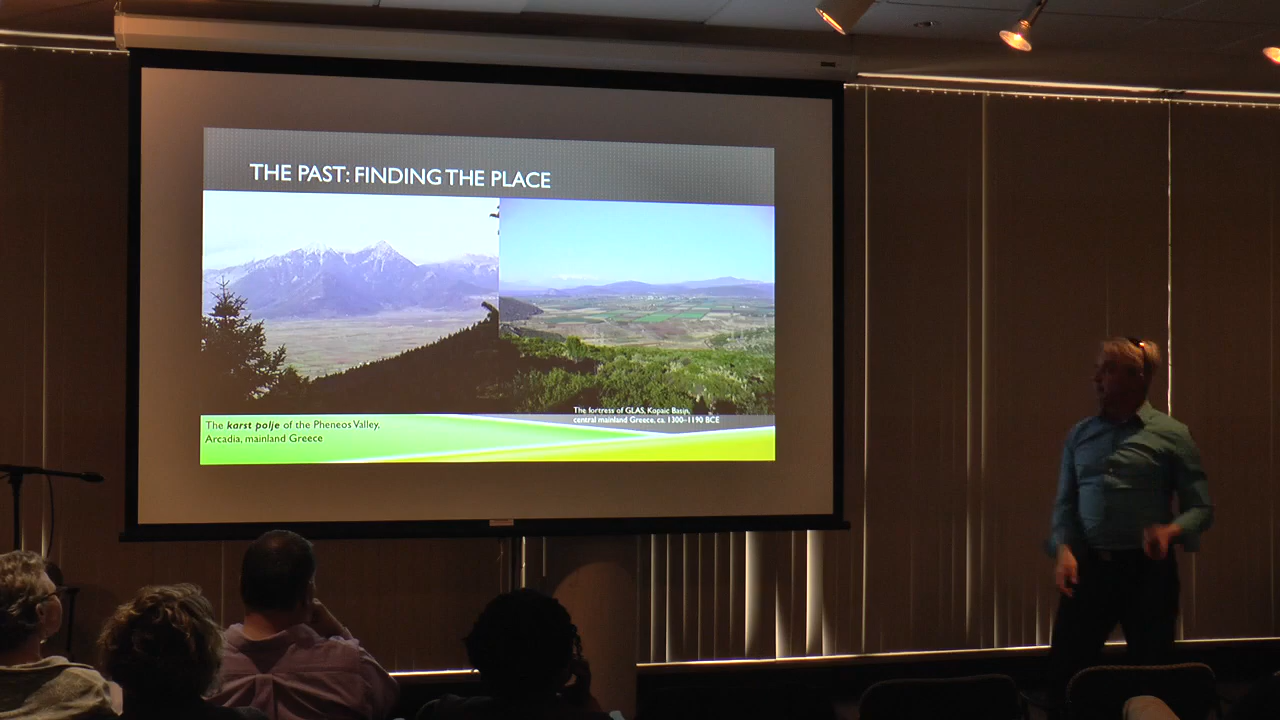 THE PAST: FINDING THE PLACE
The fortress of GLAS, Kopaic Basin,
central mainland Greece, ca. 1300–1190 BCE
The karst polje of the Pheneos Valley,
Arcadia, mainland Greece